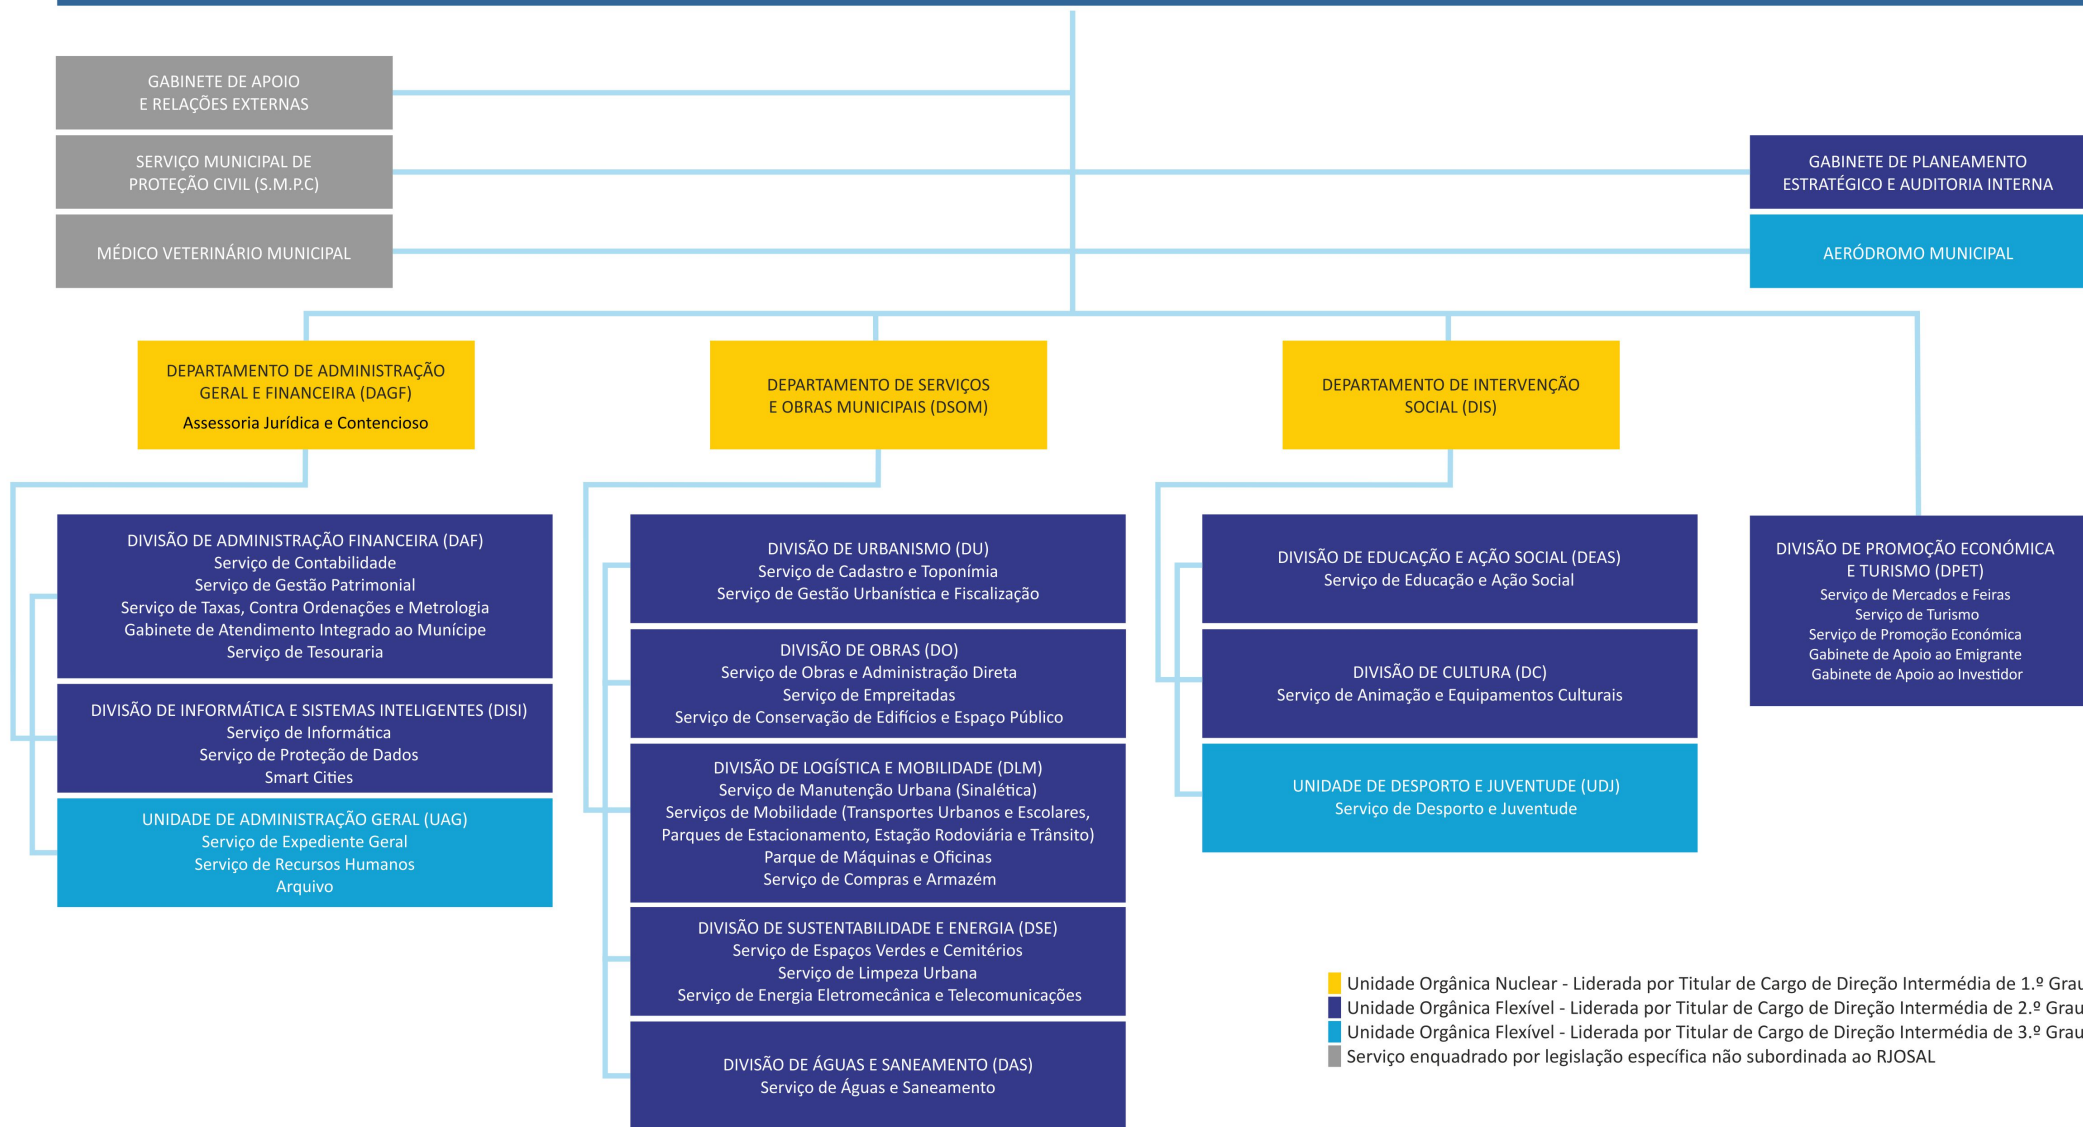 GABINETE DE APOIO
E RELAÇÕES EXTERNAS
SERVIÇO MUNICIPAL DE
PROTEÇÃO CIVIL (S.M.P.C)
MÉDICO VETERINÁRIO MUNICIPAL
GABINETE DE PLANEAMENTO
ESTRATÉGICO E AUDITORIA INTERNA
AERÓDROMO MUNICIPAL
DEPARTAMENTO DE ADMINISTRAÇÃO
GERAL E FINANCEIRA (DAGF)
Assessoria Jurídica e Contencioso
DEPARTAMENTO DE SERVIÇOS
E OBRAS MUNICIPAIS (DSOM)
DEPARTAMENTO DE INTERVENÇÃO
SOCIAL (DIS)
DIVISÃO DE ADMINISTRAÇÃO FINANCEIRA (DAF)
Serviço de Contabilidade
Serviço de Gestão Patrimonial
Serviço de Taxas, Contra Ordenações e Metrologia
Gabinete de Atendimento Integrado ao Munícipe
Serviço de Tesouraria
DIVISÃO DE INFORMÁTICA E SISTEMAS INTELIGENTES (DISI)
Serviço de Informática
Serviço de Proteção de Dados
Smart Cities
UNIDADE DE ADMINISTRAÇÃO GERAL (UAG)
Serviço de Expediente Geral
Serviço de Recursos Humanos
Arquivo
DIVISÃO DE URBANISMO (DU)
Serviço de Cadastro e Toponímia
Serviço de Gestão Urbanística e Fiscalização
DIVISÃO DE OBRAS (DO)
Serviço de Obras e Administração Direta
Serviço de Empreitadas
Serviço de Conservação de Edifícios e Espaço Público
DIVISÃO DE LOGÍSTICA E MOBILIDADE (DLM)
Serviço de Manutenção Urbana (Sinalética)
Serviços de Mobilidade (Transportes Urbanos e Escolares,
Parques de Estacionamento, Estação Rodoviária e Trânsito)
Parque de Máquinas e Oficinas
Serviço de Compras e Armazém
DIVISÃO DE SUSTENTABILIDADE E ENERGIA (DSE)
Serviço de Espaços Verdes e Cemitérios
Serviço de Limpeza Urbana
Serviço de Energia Eletromecânica e Telecomunicações
DIVISÃO DE ÁGUAS E SANEAMENTO (DAS)
Serviço de Águas e Saneamento
DIVISÃO DE EDUCAÇÃO E AÇÃO SOCIAL (DEAS)
Serviço de Educação e Ação Social
DIVISÃO DE CULTURA (DC)
Serviço de Animação e Equipamentos Culturais
UNIDADE DE DESPORTO E JUVENTUDE (UDJ)
Serviço de Desporto e Juventude
DIVISÃO DE PROMOÇÃO ECONÓMICA
E TURISMO (DPET)
Serviço de Mercados e Feiras
Serviço de Turismo
Serviço de Promoção Económica
Gabinete de Apoio ao Emigrante
Gabinete de Apoio ao Investidor
Unidade Orgânica Nuclear - Liderada por Titular de Cargo de Direção Intermédia de 1.º Grau
Unidade Orgânica Flexível - Liderada por Titular de Cargo de Direção Intermédia de 2.º Grau
Unidade Orgânica Flexível - Liderada por Titular de Cargo de Direção Intermédia de 3.º Grau
Serviço enquadrado por legislação específica não subordinada ao RJOSAL